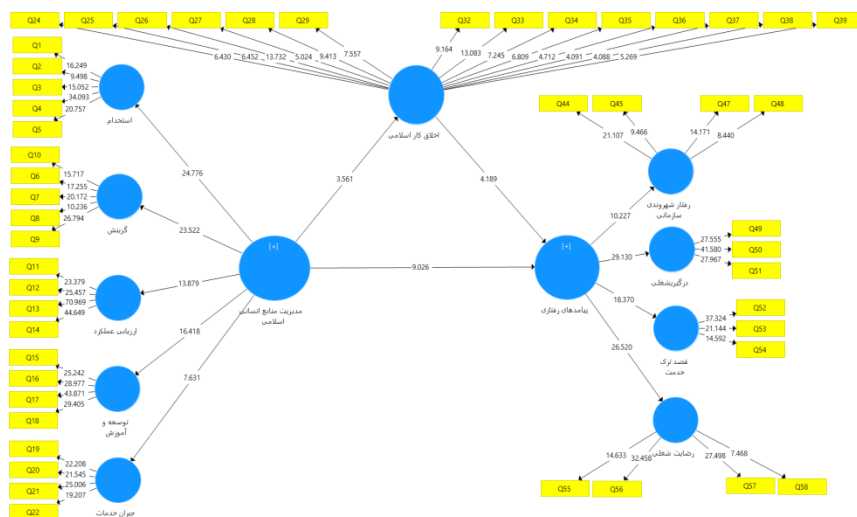 Q24 Q25 Q26 Q27 Q28 Q29 Q32 Q33 Q34 Q35 Q36 Q37 Q38 Q39
6.430 6.452 13.732 5.024 9.413 7.557 9.164 13.083 7.245 6.809 4.712 4.091 4.088 5.269
اخلاق کار اسلامی
Q1
Q2
Q3
Q4
Q5
16.249
9.498
15.052
34.093
20.757
استخدام
Q10
Q6
Q7
Q8
Q9
15.717
17.255
20.172
10.236
26.794
گزینش
Q11
Q12
Q13
Q14
23.379
25.457
70.969
44.649
ارزیابی عملکرد
Q15
Q16
Q17
Q18
25.242
28.977
43.871
29.405
توسعه و
آموزش
Q19
Q20
Q21
Q22
22.208
21.545
25.006
19.207
جبران خدمات
24.776
23.522
13.879
16.418
7.631
3.561
4.189
9.026
[+]
مدیریت منابع انسانی
اسلامی
[+]
پیامدهای رفتاری
10.227
29.130
18.370
26.520
Q44 Q45 Q47 Q48
21.107 9.466 14.171 8.440
رفتار شهروندی
سازمانی
Q49
Q50
Q51
27.555
41.580
27.967
درگیریشغلی
Q52
Q53
Q54
37.324
21.144
14.592
قصد ترک
خدمت
رضایت شغلی
14.633 32.458 27.498 7.468
Q55 Q56 Q57 Q58